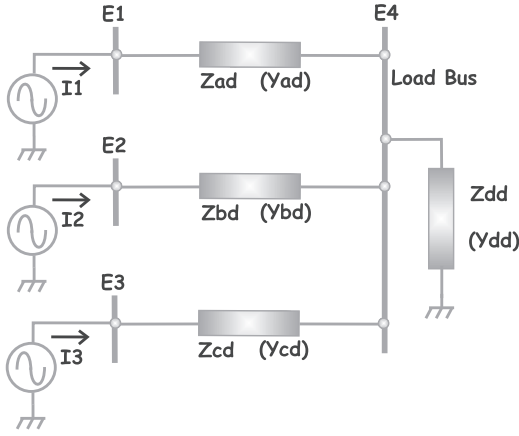 E1
E4
I1
Zad (Yad)
Load Bus
E2
I2
Zbd (Ybd)
Zdd
(Ydd)
E3
I3
Zcd (Ycd)